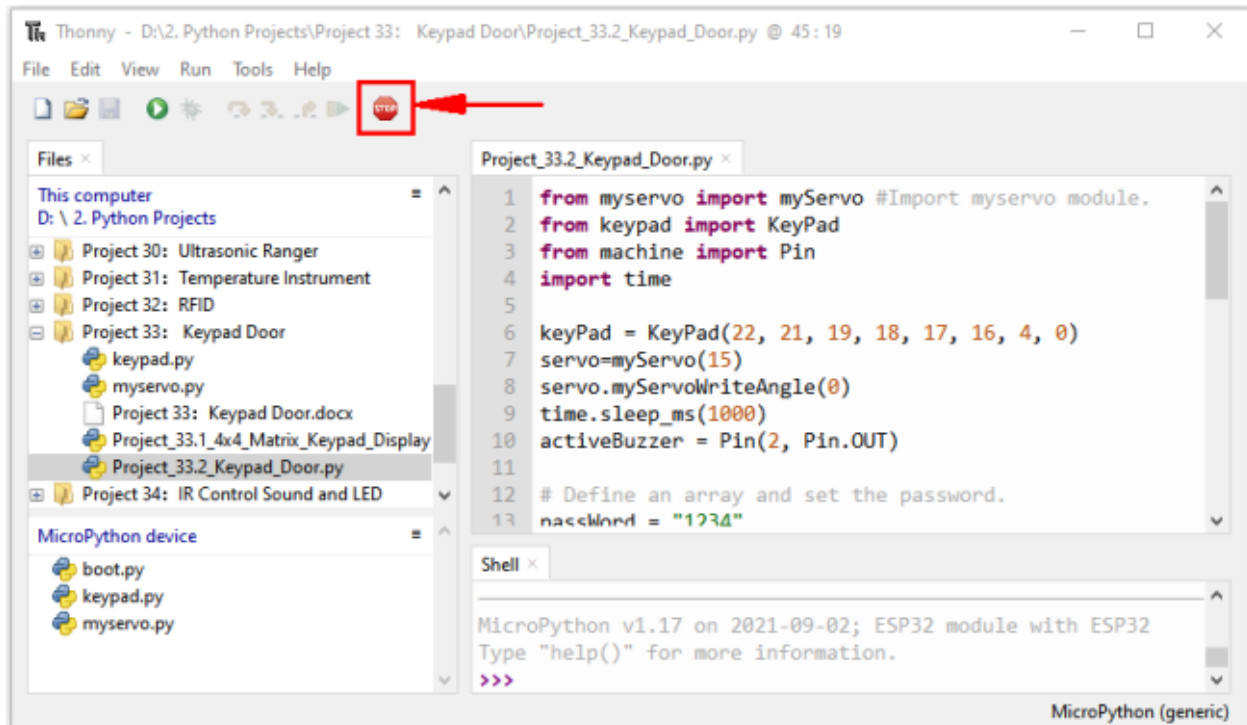 Thonny - D:\2. Python Projects\Project 33: Keypad Door\Project_33.2_Keypad_Door.py @ 45:19
File Edit View Run Tools Help
STOP
Files
This computer
D: \ 2. Python Projects
Project 30: Ultrasonic Ranger
Project 31: Temperature Instrument
Project 32: RFID
Project 33: Keypad Door
keypad.py
myservo.py
Project 33: Keypad Door.docx
Project_33.1_4x4_Matrix_Keypad_Display
Project_33.2_Keypad_Door.py
Project 34: IR Control Sound and LED
MicroPython device
boot.py
keypad.py
myservo.py
Project_33.2_Keypad_Door.py
1 from myservo import myServo #Import myservo module.
2 from keypad import KeyPad
3 from machine import Pin
4 import time
5
6 keyPad = KeyPad(22, 21, 19, 18, 17, 16, 4, 0)
7 servo=myServo(15)
8 servo.myServoWriteAngle(0)
9 time.sleep_ms(1000)
10 activeBuzzer = Pin(2, Pin.OUT)
11
12 # Define an array and set the password.
13 passWord = "1234"
Shell
MicroPython v1.17 on 2021-09-02; ESP32 module with ESP32
Type "help()" for more information.
>>>
MicroPython (generic)